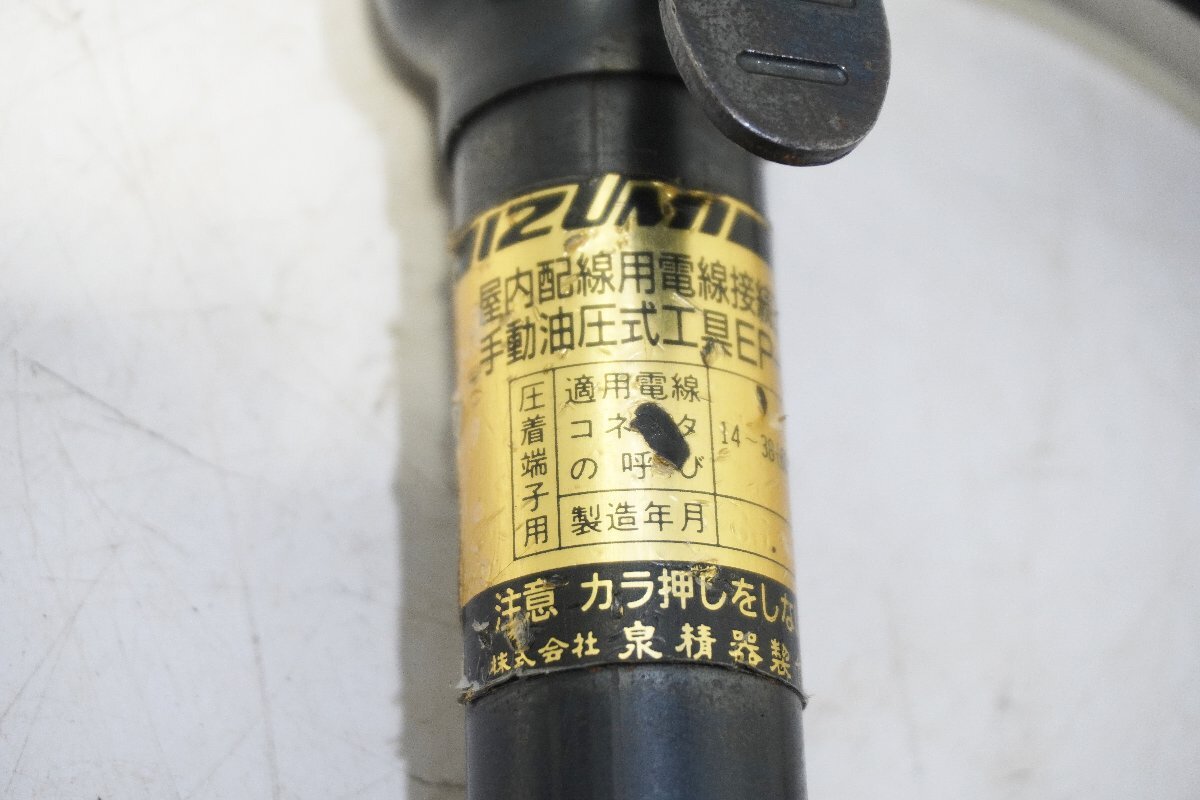 IZUMI
屋内配線用電線接続
手動油圧式工具EP-
圧着端子用
適用電線
コネ タ
の呼び
14～38
製造年月
注意 カラ押しをしな
株式会社 泉精器製